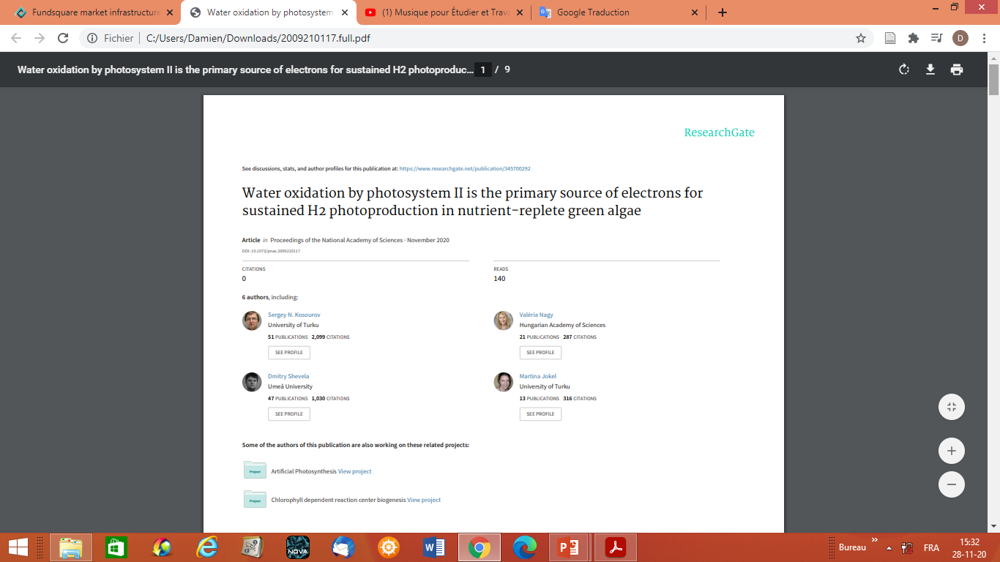 Fundsquare market infrastructure
Water oxidation by photosystem
(1) Musique pour Étudier et Trav
Google Traduction
Fichier
C:/Users/Damien/Downloads/2009210117.full.pdf
D
Water oxidation by photosystem II is the primary source of electrons for sustained H2 photoproduc...
1 / 9
ResearchGate
See discussions, stats, and author profiles for this publication at: https://www.researchgate.net/publication/345700292
Water oxidation by photosystem II is the primary source of electrons for
sustained H2 photoproduction in nutrient-replete green algae
Article in Proceedings of the National Academy of Sciences · November 2020
DOI: 10.1073/pnas.2009210117
CITATIONS
0
READS
140
6 authors, including:
Sergey N. Kosourov
University of Turku
51 PUBLICATIONS 2,099 CITATIONS
SEE PROFILE
Valéria Nagy
Hungarian Academy of Sciences
21 PUBLICATIONS 287 CITATIONS
SEE PROFILE
Dmitry Shevela
Umeå University
47 PUBLICATIONS 1,030 CITATIONS
SEE PROFILE
Martina Jokel
University of Turku
13 PUBLICATIONS 316 CITATIONS
SEE PROFILE
Some of the authors of this publication are also working on these related projects:
Project
Artificial Photosynthesis View project
Project
Chlorophyll dependent reaction center biogenesis View project
NOVA
Bureau
FRA
15:32
28-11-20